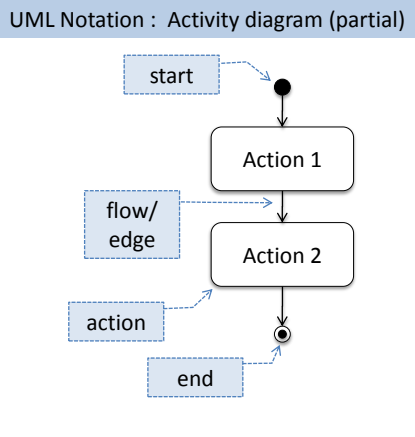 UML Notation : Activity diagram (partial)
start
Action 1
flow/
edge
Action 2
action
end